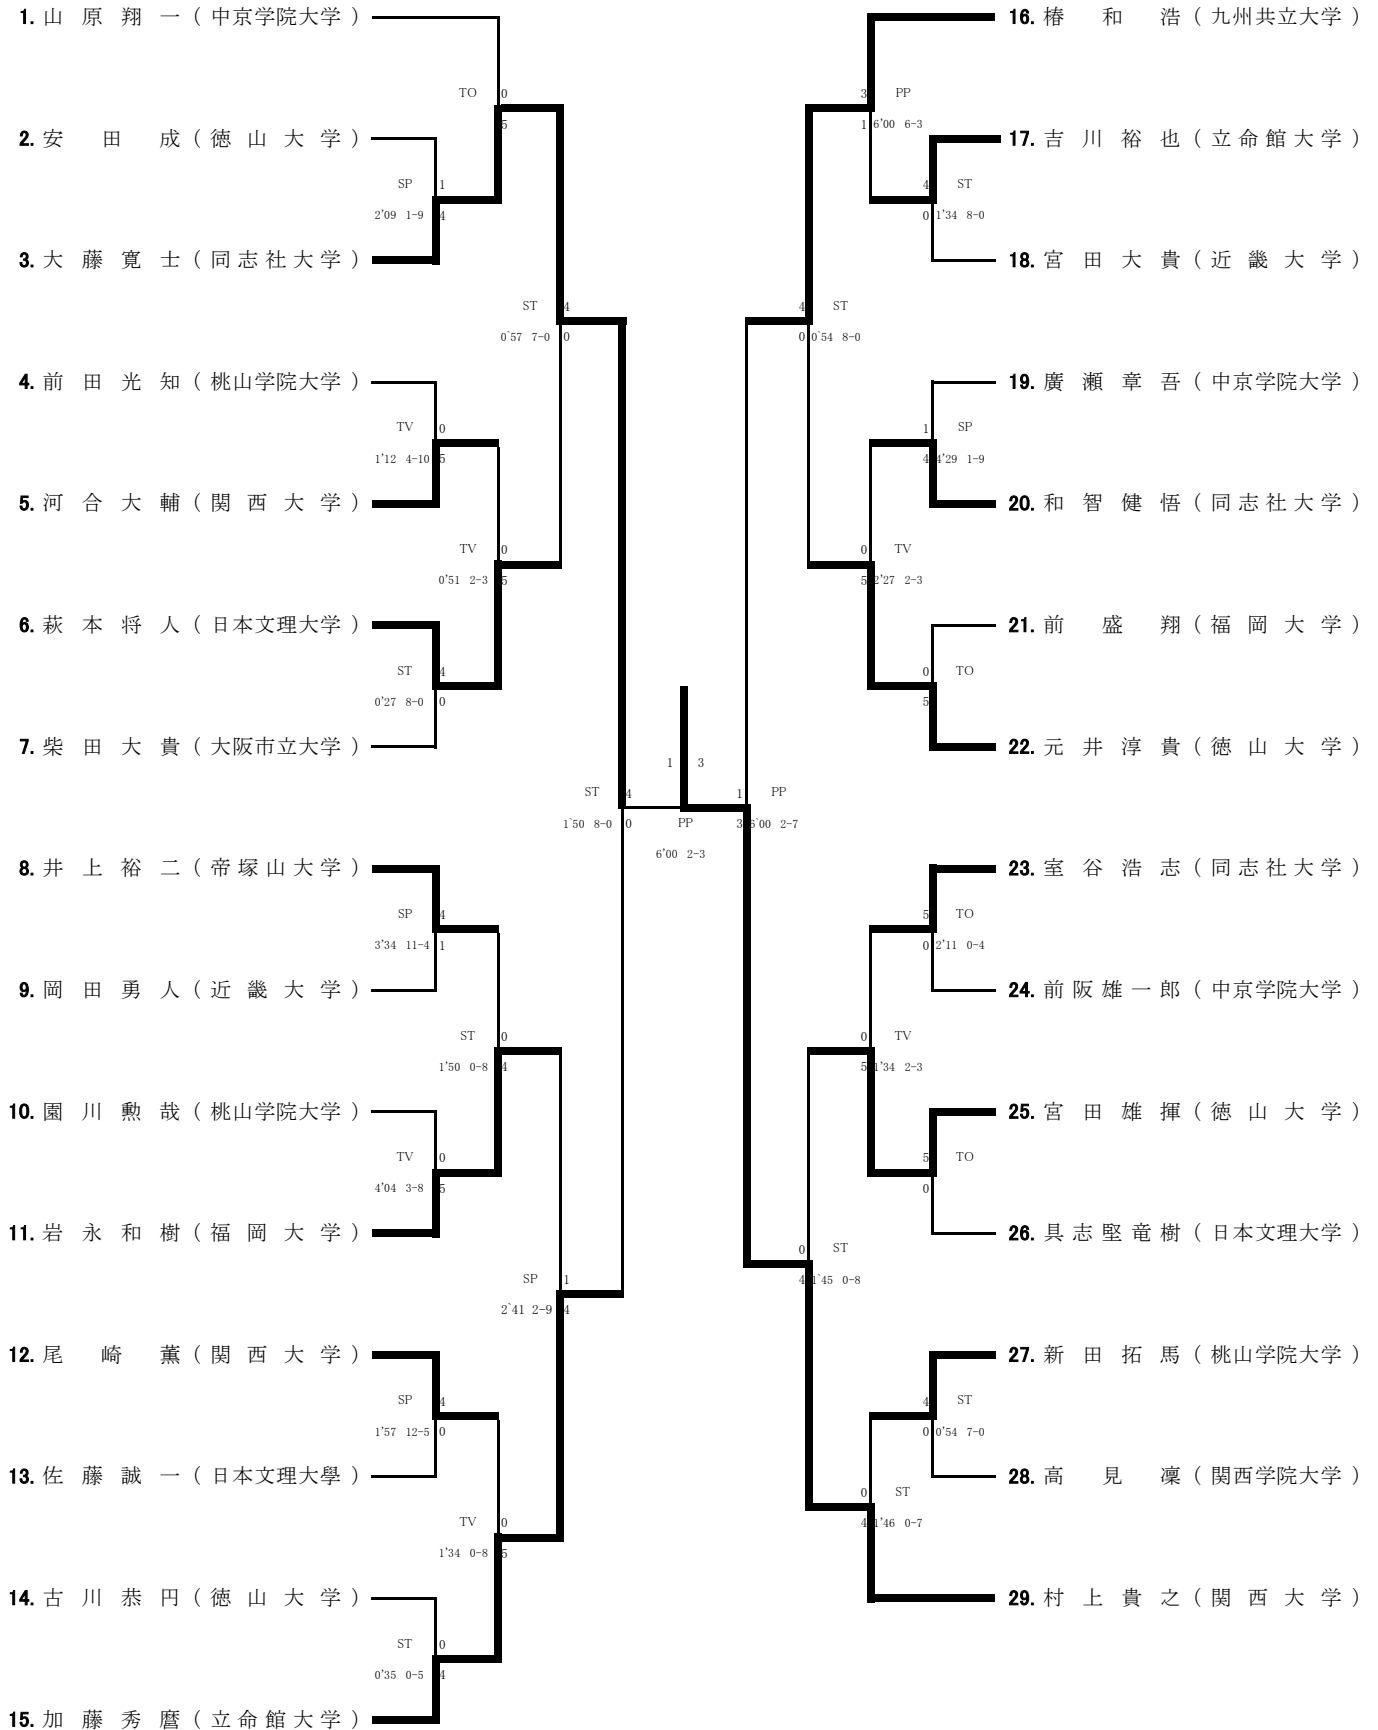 1. 山原翔一（中京学院大学）
TO 0
5
2. 安田成（徳山大学）
SP 1
2'09 1-9 4
3. 大藤寛士（同志社大学）
ST 4
0`57 7-0 0
4. 前田光知（桃山学院大学）
TV 0
1'12 4-10 5
5. 河合大輔（関西大学）
TV 0
0'51 2-3 5
6. 萩本将人（日本文理大学）
ST 4
0'27 8-0 0
7. 柴田大貴（大阪市立大学）
ST 4
1`50 8-0 0
8. 井上裕二（帝塚山大学）
SP 4
3'34 11-4 1
9. 岡田勇人（近畿大学）
ST 0
1'50 0-8 4
10. 園川勲哉（桃山学院大学）
TV 0
4'04 3-8 5
11. 岩永和樹（福岡大学）
SP 1
2`41 2-9 4
12. 尾崎薫（関西大学）
SP 4
1'57 12-5 0
13. 佐藤誠一（日本文理大學）
TV 0
1'34 0-8 5
14. 古川恭円（徳山大学）
ST 0
0'35 0-5 4
15. 加藤秀麿（立命館大学）
1 3
PP
6'00 2-3
16. 椿和浩（九州共立大学）
3 PP
1 6'00 6-3
17. 吉川裕也（立命館大学）
4 ST
0 1'34 8-0
18. 宮田大貴（近畿大学）
4 ST
0 0`54 8-0
19. 廣瀬章吾（中京学院大学）
1 SP
4 4'29 1-9
20. 和智健悟（同志社大学）
0 TV
5 2'27 2-3
21. 前盛翔（福岡大学）
0 TO
5
22. 元井淳貴（徳山大学）
1 PP
3 6`00 2-7
23. 室谷浩志（同志社大学）
5 TO
0 2'11 0-4
24. 前阪雄一郎（中京学院大学）
0 TV
5 1'34 2-3
25. 宮田雄揮（徳山大学）
5 TO
0
26. 具志堅竜樹（日本文理大学）
0 ST
4 1`45 0-8
27. 新田拓馬（桃山学院大学）
4 ST
0 0'54 7-0
28. 高見凜（関西学院大学）
0 ST
4 1'46 0-7
29. 村上貴之（関西大学）